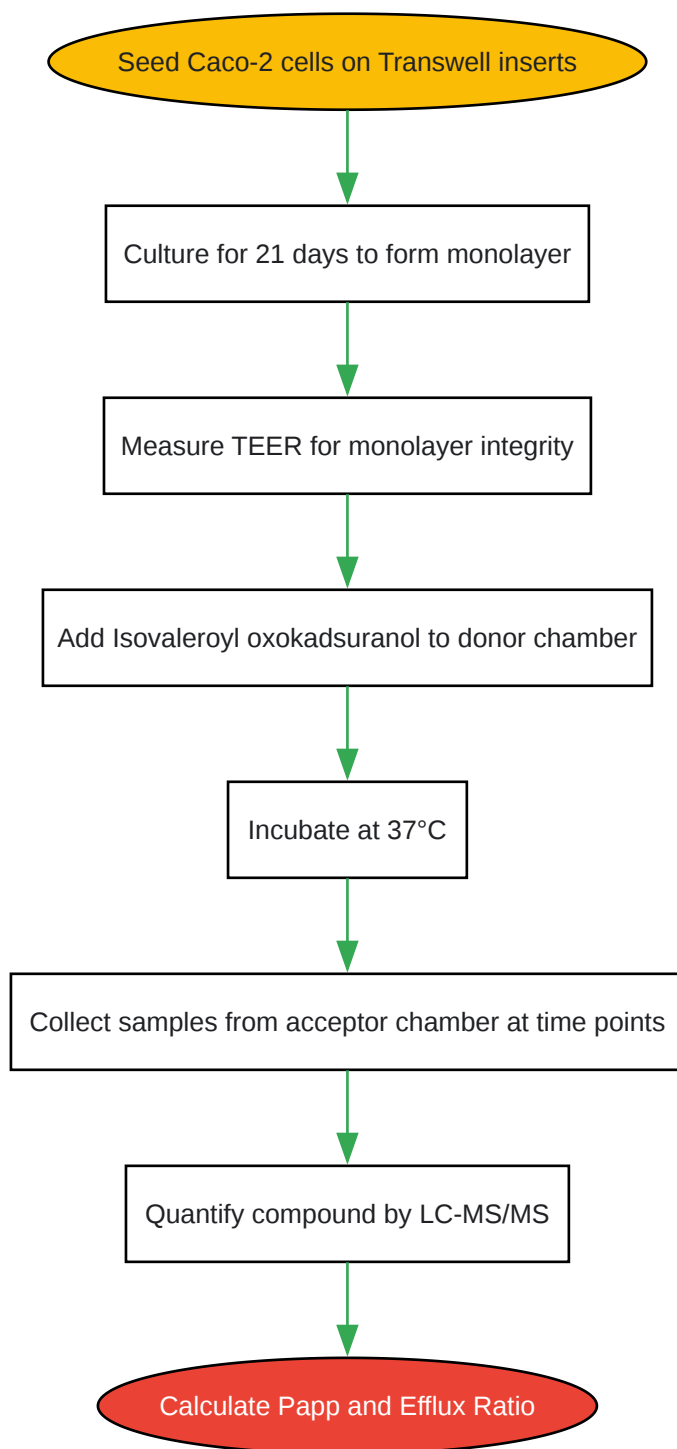 Seed Caco-2 cells on Transwell inserts
Culture for 21 days to form monolayer
Measure TEER for monolayer integrity
Add Isovaleroyl oxokadsuranol to donor chamber
Incubate at 37°C
Collect samples from acceptor chamber at time points
Quantify compound by LC-MS/MS
Calculate Papp and Efflux Ratio